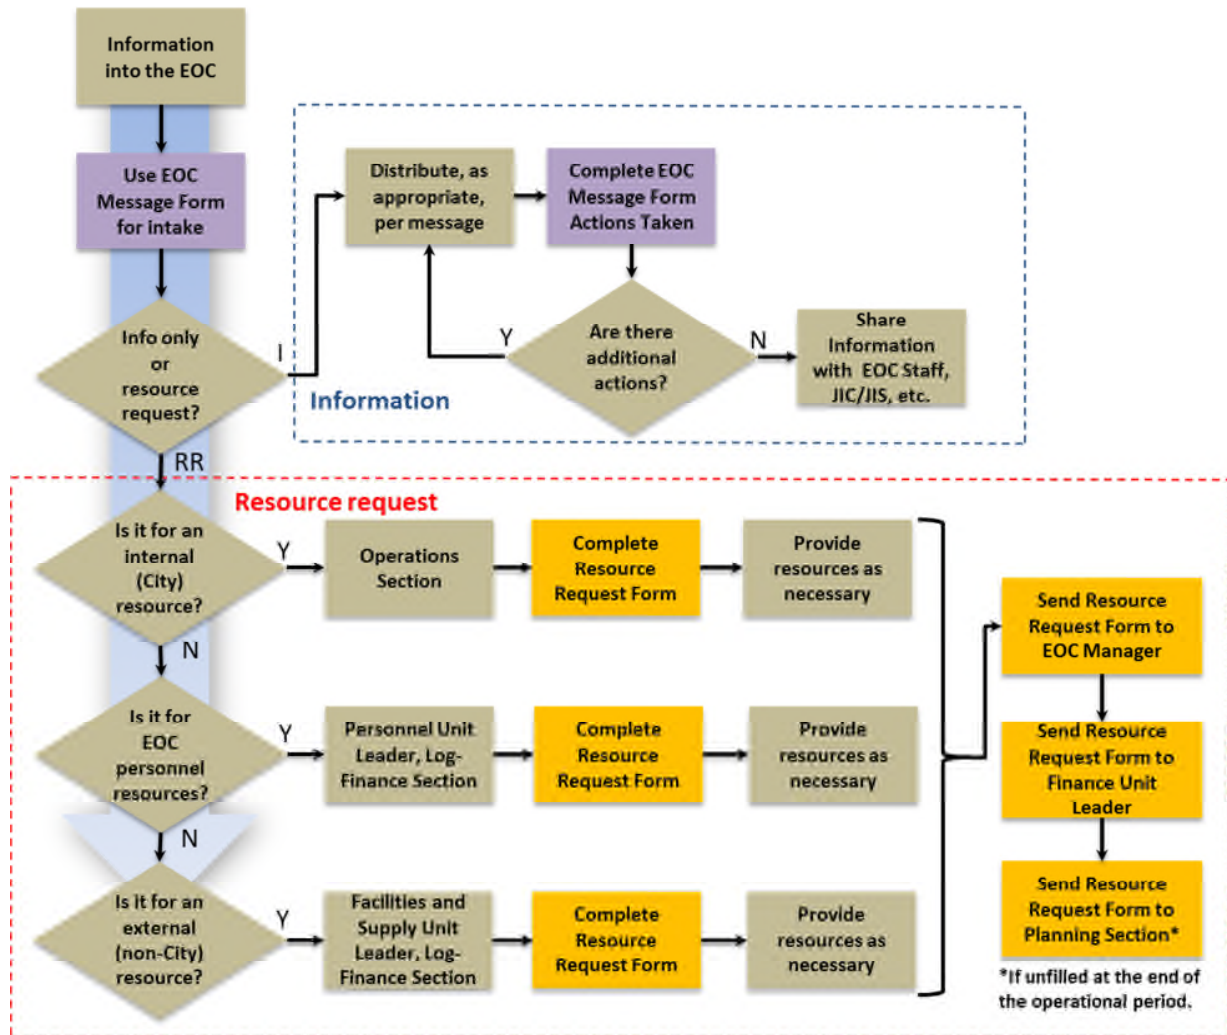 Information
into the EOC
Use EOC
Message Form
for intake
Info only
or
resource
request?
I
RR
Distribute, as
appropriate,
per message
Complete EOC
Message Form
Actions Taken
Are there
additional
actions?
Y
N
Share
Information
with EOC Staff,
JIC/JIS, etc.
Information
Resource request
Is it for an
internal
(City)
resource?
Y
N
Operations
Section
Complete
Resource
Request Form
Provide
resources as
necessary
Is it for
EOC
personnel
resources?
Y
N
Personnel Unit
Leader, Log-
Finance Section
Complete
Resource
Request Form
Provide
resources as
necessary
Is it for an
external
(non-City)
resource?
Y
Facilities and
Supply Unit
Leader, Log-
Finance Section
Complete
Resource
Request Form
Provide
resources as
necessary
Send Resource
Request Form to
EOC Manager
Send Resource
Request Form to
Finance Unit
Leader
Send Resource
Request Form to
Planning Section*
*If unfilled at the end of
the operational period.